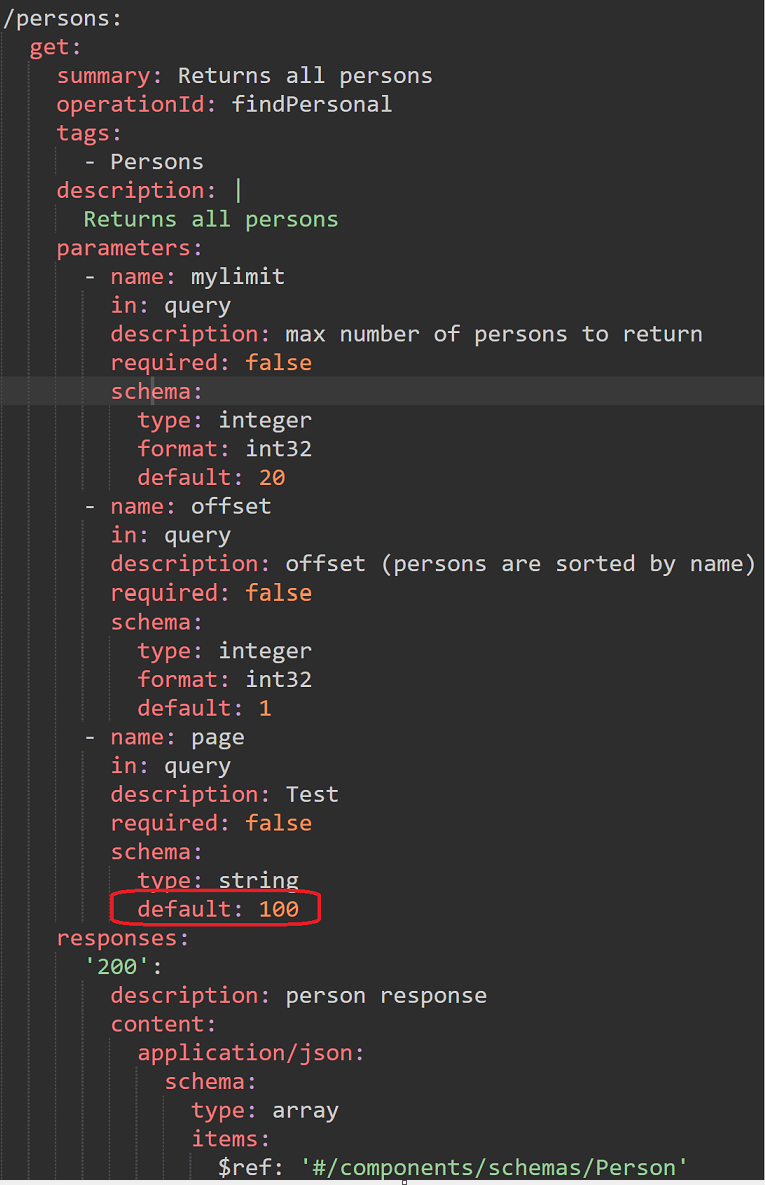 /persons:
  get:
    summary: Returns all persons
    operationId: findPersonal
    tags:
      - Persons
    description: |
      Returns all persons
    parameters:
      - name: mylimit
        in: query
        description: max number of persons to return
        required: false
        schema:
          type: integer
          format: int32
          default: 20
      - name: offset
        in: query
        description: offset (persons are sorted by name)
        required: false
        schema:
          type: integer
          format: int32
          default: 1
      - name: page
        in: query
        description: Test
        required: false
        schema:
          type: string
          default: 100
    responses:
      '200':
        description: person response
        content:
          application/json:
            schema:
              type: array
              items:
                $ref: '#/components/schemas/Person'